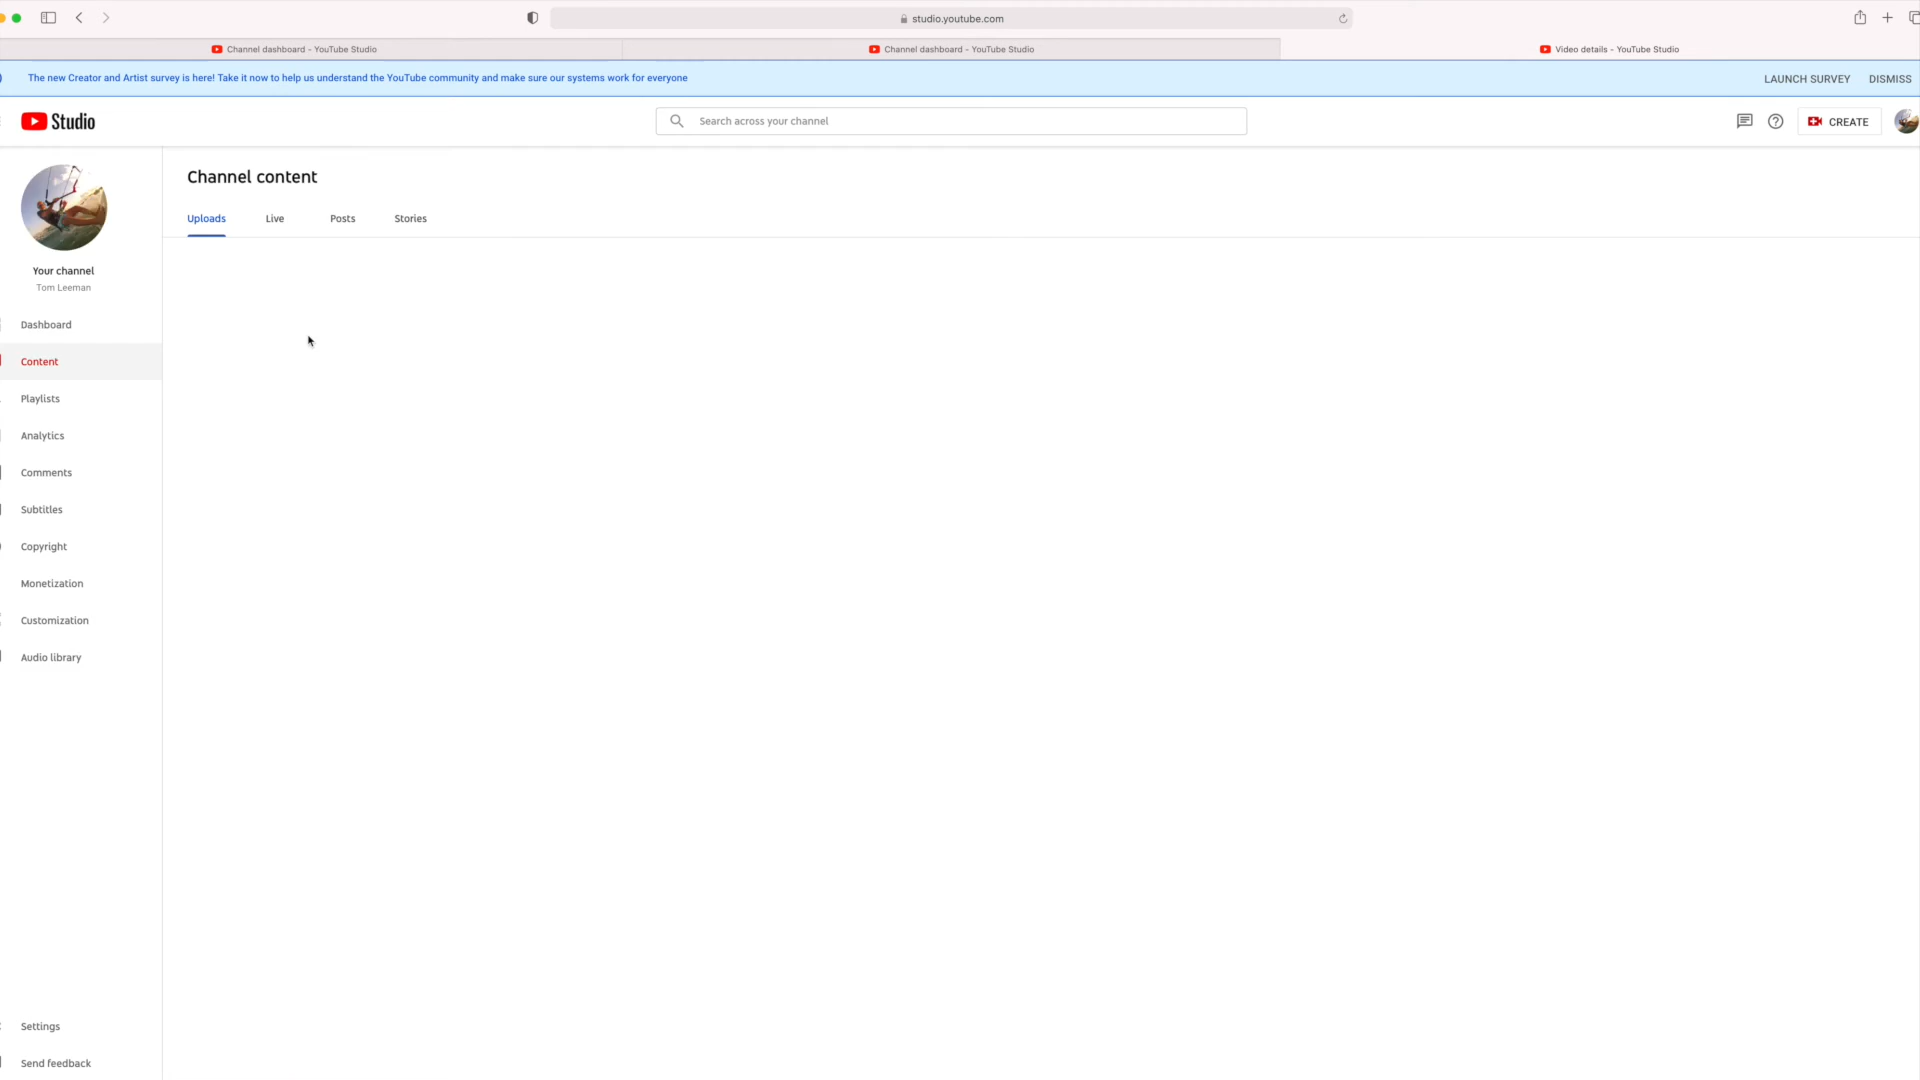 studio.youtube.com
Channel dashboard - YouTube Studio
Channel dashboard - YouTube Studio
Video details - YouTube Studio
The new Creator and Artist survey is here! Take it now to help us understand the YouTube community and make sure our systems work for everyone
LAUNCH SURVEY
DISMISS
Studio
Search across your channel
CREATE
Channel content
Uploads
Live
Posts
Stories
Your channel
Tom Leeman
Dashboard
Content
Playlists
Analytics
Comments
Subtitles
Copyright
Monetization
Customization
Audio library
Settings
Send feedback